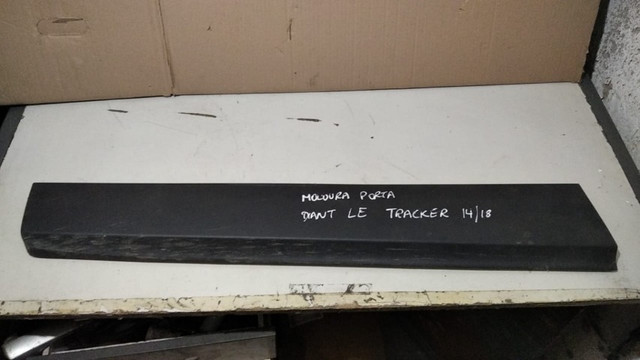 MOLDURA PORTA
DIANT LE TRACKER 14/18